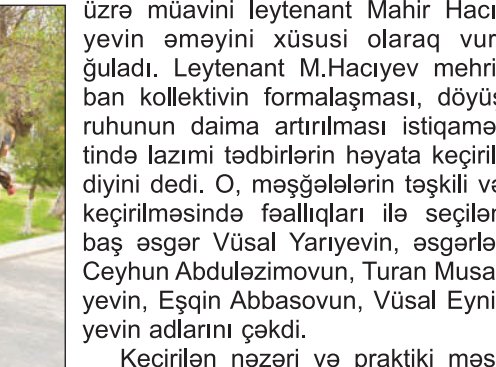 üzrə müavini leytenant Mahir Hacı
yevin əməyini xüsusi olaraq vur
ğuladı. Leytenant M.Hacıyev mehri
ban kollektivin formalaşması, döyüş
ruhunun daima artırılması istiqamə
tində lazımi tədbirlərin həyata keçiril
diyini dedi. O, məşğələlərin təşkili və
keçirilməsində fəallıqları ilə seçilən
baş əsgər Vüsal Yarıyevin, əsgərlə
Ceyhun Abduləzimovun, Turan Musa
yevin, Eşqin Abbasovun, Vüsal Eyni
yevin adlarını çəkdi.
Keçirilən nəzəri və praktiki məş